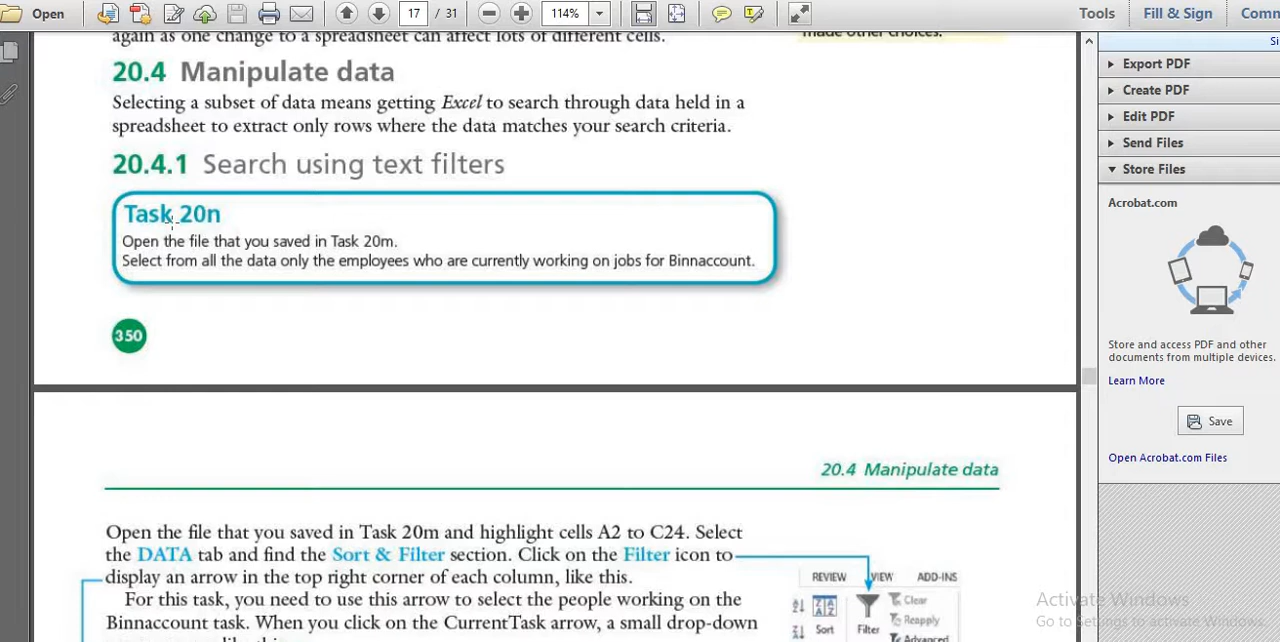 Open
17
/ 31
114%
Tools
Fill & Sign
Comm
again as one change to a spreadsheet can affect lots of different cells.
made other choices.
20.4 Manipulate data
Selecting a subset of data means getting Excel to search through data held in a
spreadsheet to extract only rows where the data matches your search criteria.
20.4.1 Search using text filters
Task 20n
Open the file that you saved in Task 20m.
Select from all the data only the employees who are currently working on jobs for Binnaccount.
350
20.4 Manipulate data
Open the file that you saved in Task 20m and highlight cells A2 to C24. Select
the DATA tab and find the Sort & Filter section. Click on the Filter icon to
display an arrow in the top right corner of each column, like this.
For this task, you need to use this arrow to select the people working on the
Binnaccount task. When you click on the CurrentTask arrow, a small drop-down
REVIEW VIEW ADD-INS
Sort
Filter
Clear
Reapply
Advanced
Si
Export PDF
Create PDF
Edit PDF
Send Files
Store Files
Acrobat.com
Store and access PDF and other
documents from multiple devices.
Learn More
Save
Open Acrobat.com Files
Activate Windows
Go to Settings to activate Windows.